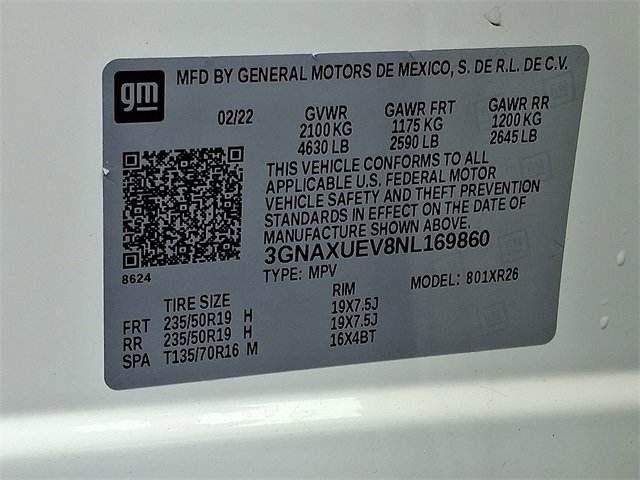 gm
MFD BY GENERAL MOTORS DE MEXICO, S. DE R.L. DE C.V.
02/22 GVWR GAWR FRT GAWR RR
2100 KG 1175 KG 1200 KG
4630 LB 2590 LB 2645 LB
THIS VEHICLE CONFORMS TO ALL
APPLICABLE U.S. FEDERAL MOTOR
VEHICLE SAFETY AND THEFT PREVENTION
STANDARDS IN EFFECT ON THE DATE OF
MANUFACTURE SHOWN ABOVE.
3GNAXUEV8NL169860
8624
TYPE: MPV MODEL: 801XR26
TIRE SIZE RIM
FRT 235/50R19 H 19X7.5J
RR 235/50R19 H 19X7.5J
SPA T135/70R16 M 16X4BT